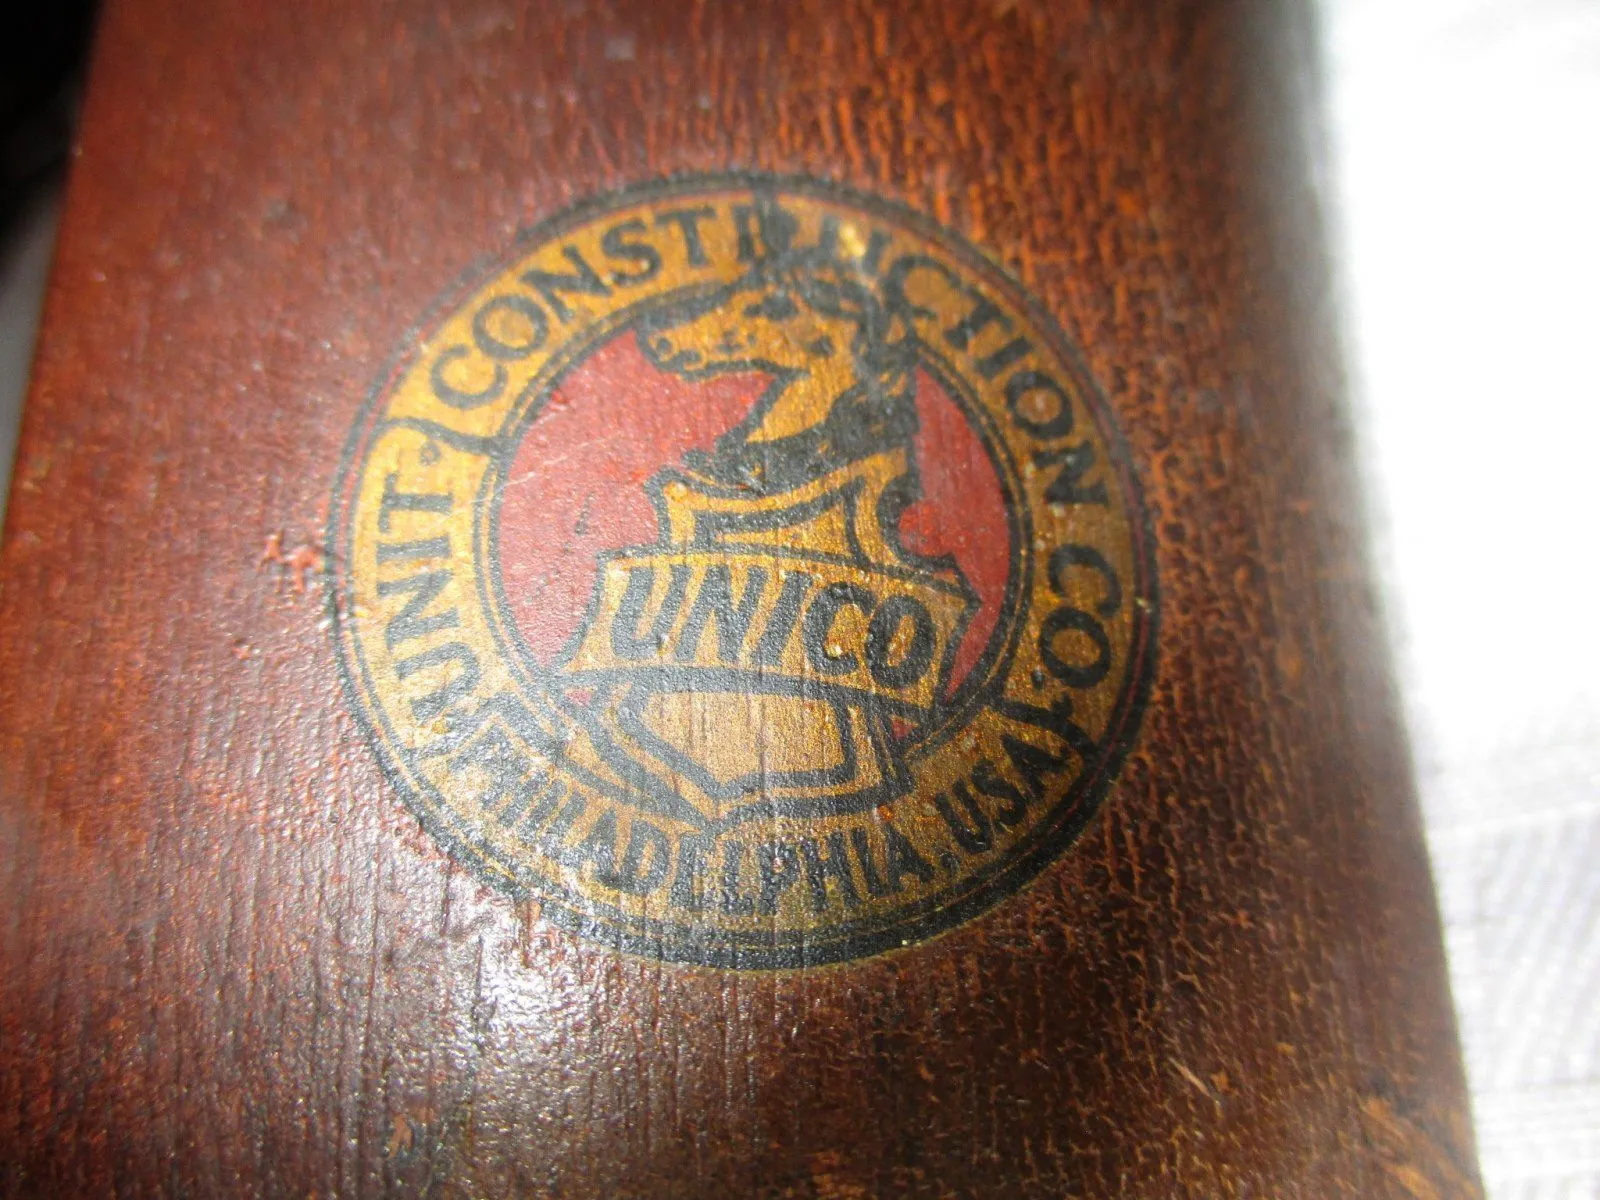 UNIT CONSTRUCTION CO.
UNICO
PHILADELPHIA, USA